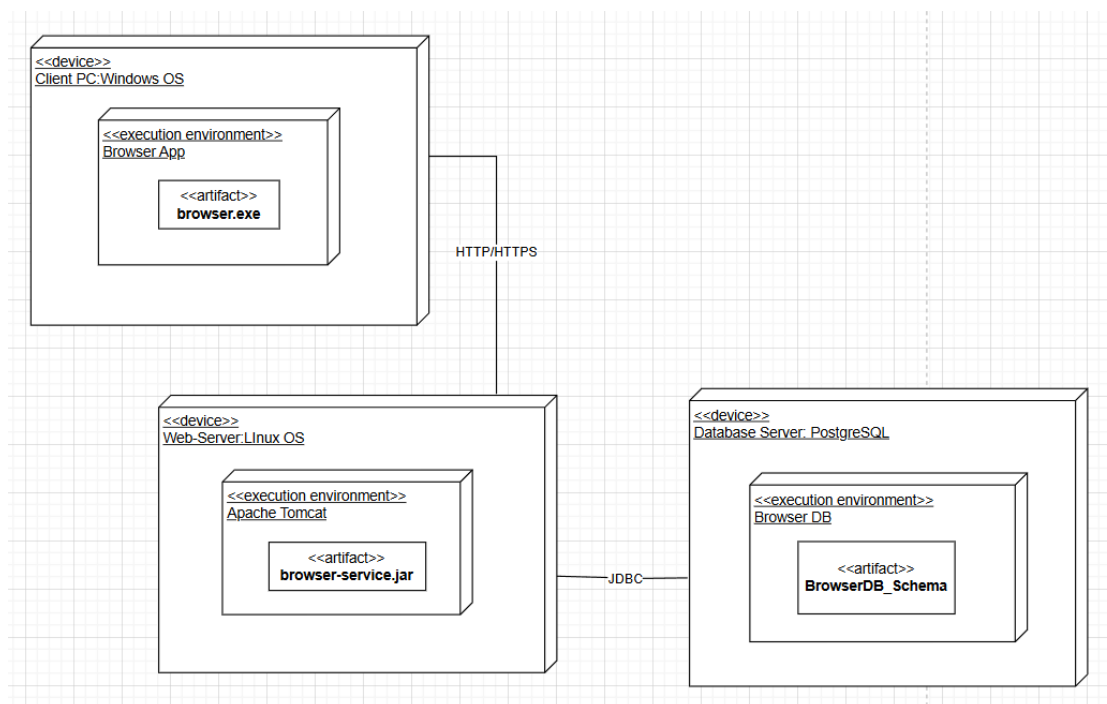 <<device>>
Client PC:Windows OS
<<execution environment>>
Browser App
<<artifact>>
browser.exe
HTTP/HTTPS
<<device>>
Web-Server:LInux OS
<<execution environment>>
Apache Tomcat
<<artifact>>
browser-service.jar
JDBC
<<device>>
Database Server: PostgreSQL
<<execution environment>>
Browser DB
<<artifact>>
BrowserDB_Schema